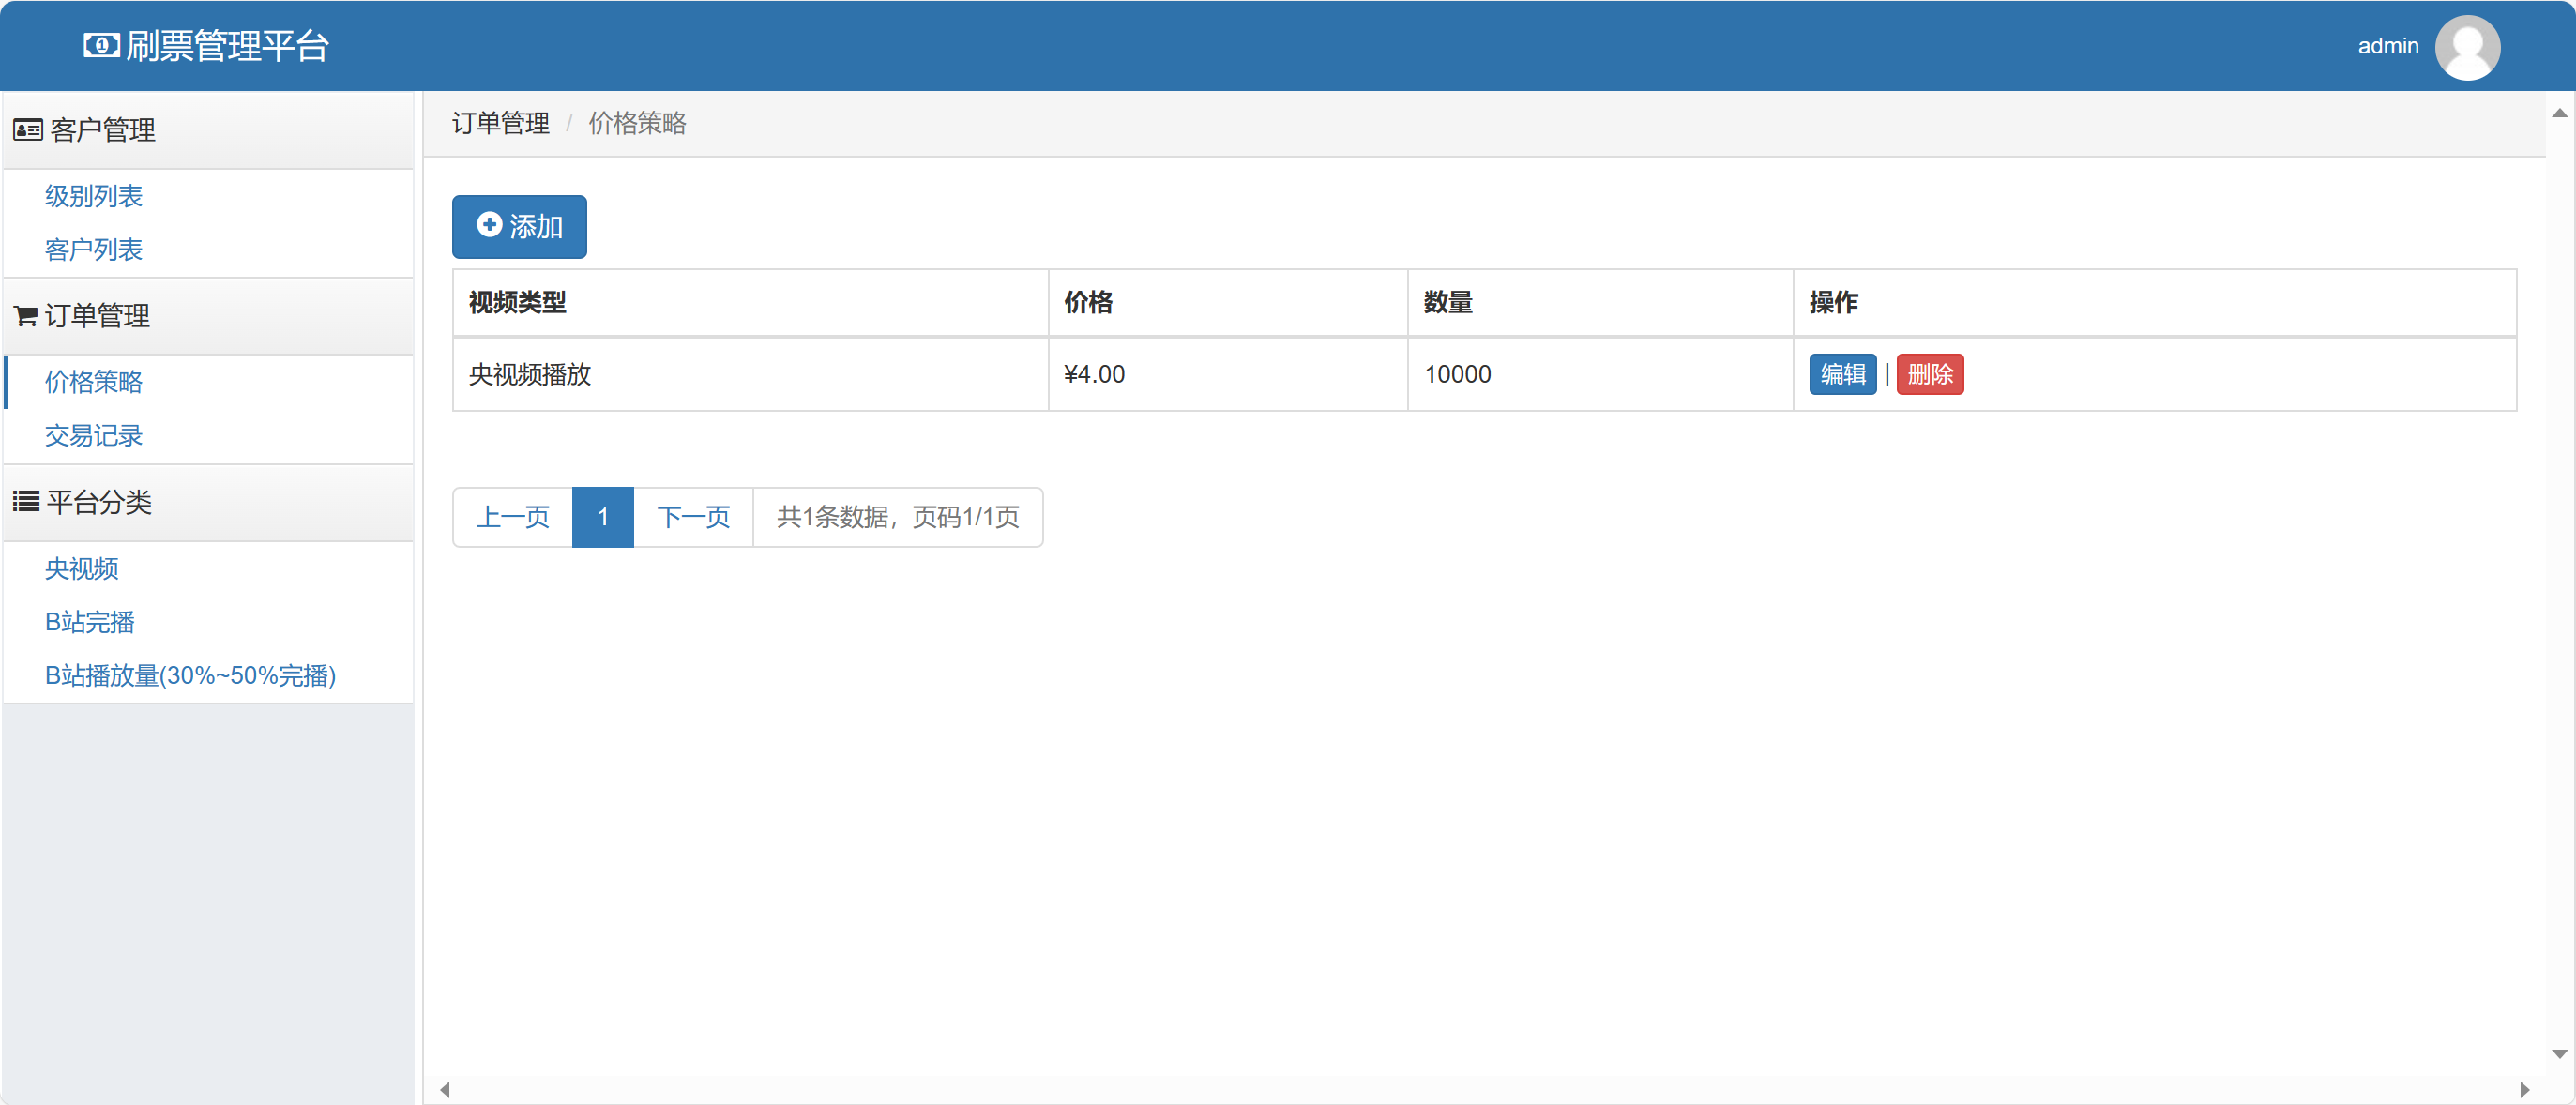 刷票管理平台
admin
客户管理
级别列表
客户列表
订单管理
价格策略
交易记录
平台分类
央视频
B站完播
B站播放量(30%~50%完播)
订单管理 / 价格策略
添加
视频类型 价格 数量 操作
央视频播放 ¥4.00 10000 编辑 | 删除
上一页 1 下一页 共1条数据，页码1/1页